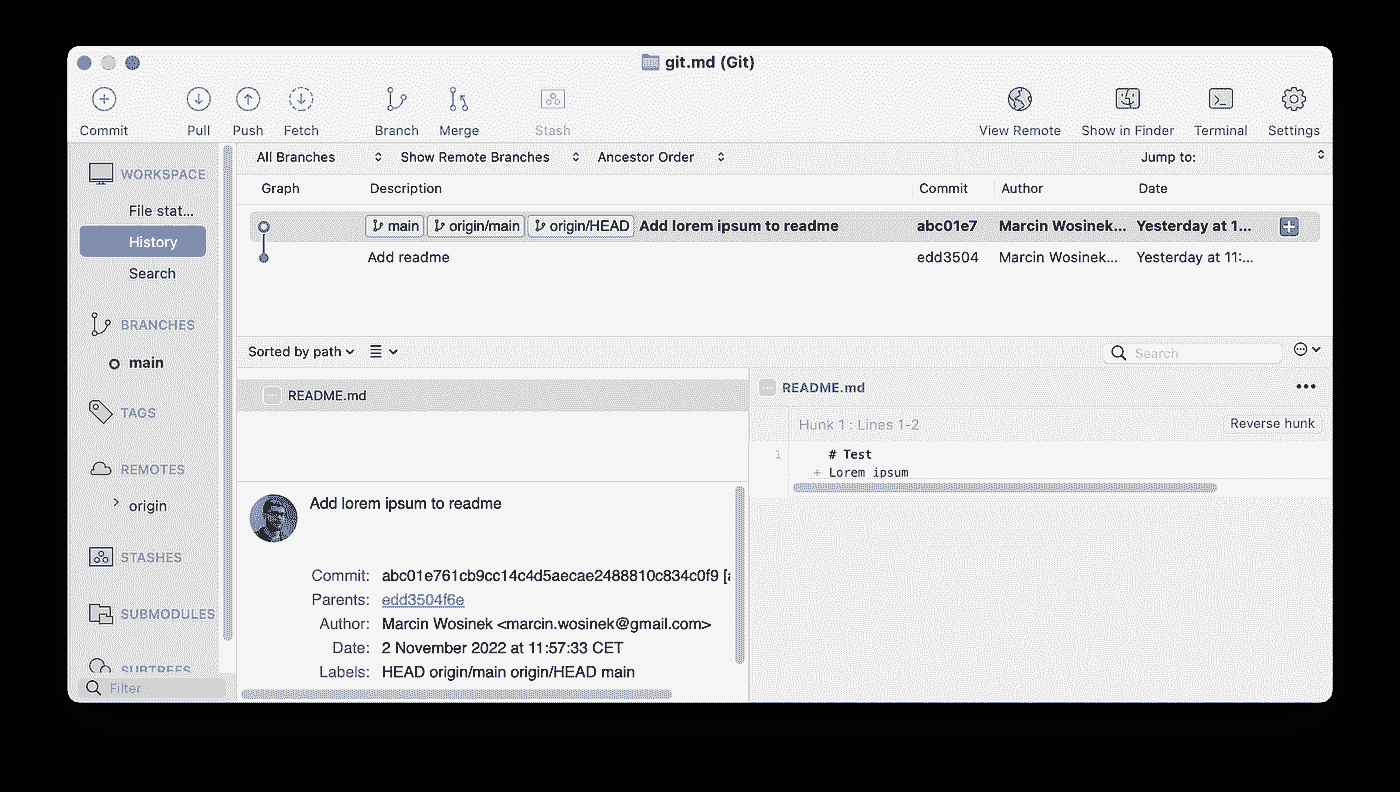 git.md (Git)
Commit Pull Push Fetch Branch Merge Stash View Remote Show in Finder Terminal Settings
WORKSPACE
File stat...
History
Search
BRANCHES
main
TAGS
REMOTES
origin
STASHES
SUBMODULES
SUBTREES
Filter
All Branches Show Remote Branches Ancestor Order Jump to:
Graph Description Commit Author Date
main origin/main origin/HEAD Add lorem ipsum to readme abc01e7 Marcin Wosinek... Yesterday at 1...
Add readme edd3504 Marcin Wosinek... Yesterday at 11:...
Sorted by path Search
README.md
Add lorem ipsum to readme
Commit: abc01e761cb9cc14c4d5aecae2488810c834c0f9 [a
Parents: edd3504f6e
Author: Marcin Wosinek <marcin.wosinek@gmail.com>
Date: 2 November 2022 at 11:57:33 CET
Labels: HEAD origin/main origin/HEAD main
README.md
Hunk 1 : Lines 1-2 Reverse hunk
1 # Test
+ Lorem ipsum